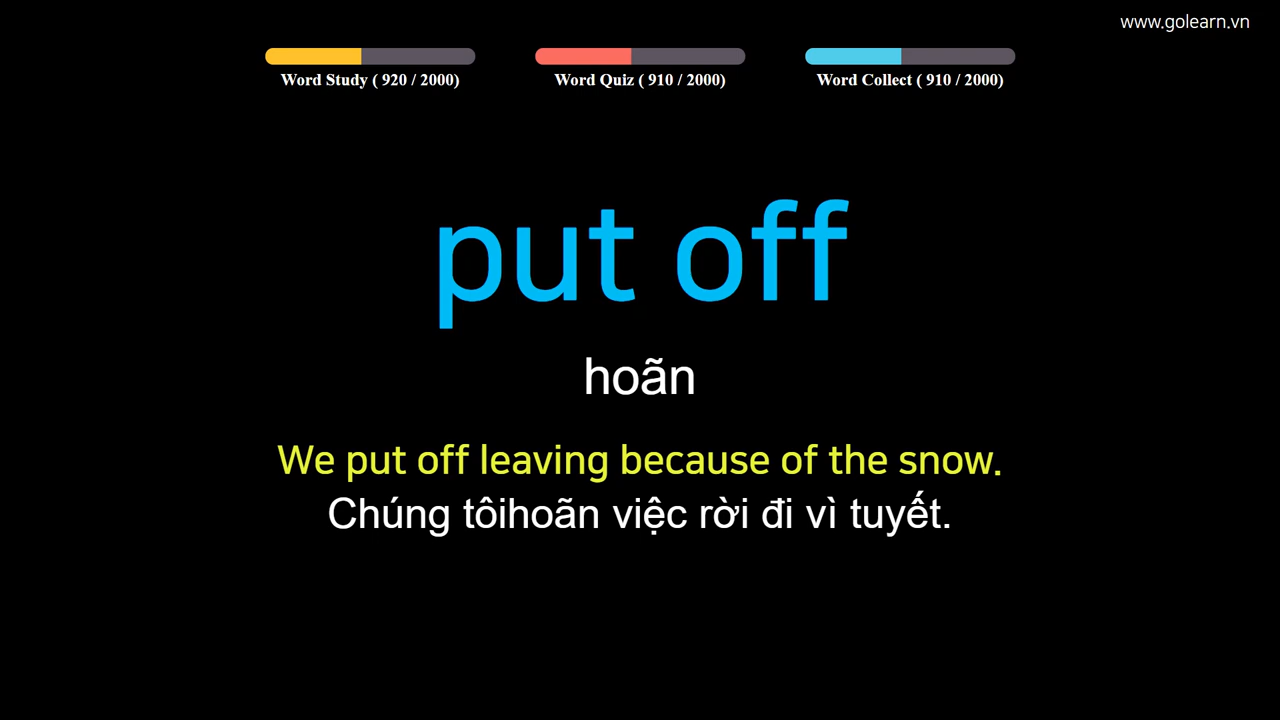 www.golearn.vn
Word Study ( 920 / 2000)
Word Quiz ( 910 / 2000)
Word Collect ( 910 / 2000)
put off
hoãn
We put off leaving because of the snow.
Chúng tôihoãn việc rời đi vì tuyết.